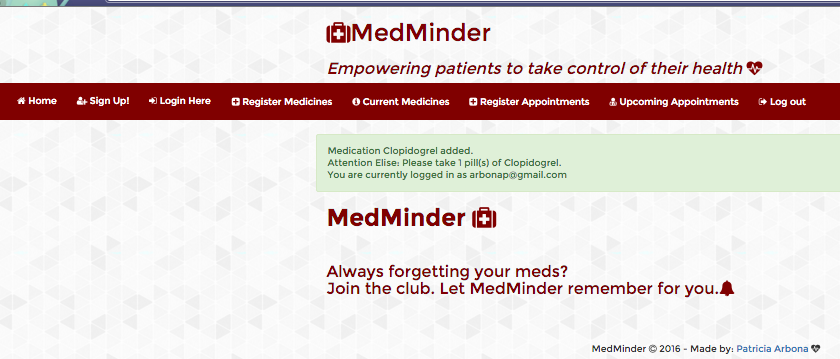 MedMinder
Empowering patients to take control of their health
Home Sign Up! Login Here Register Medicines Current Medicines Register Appointments Upcoming Appointments Log out
Medication Clopidogrel added.
Attention Elise: Please take 1 pill(s) of Clopidogrel.
You are currently logged in as arbonap@gmail.com
MedMinder
Always forgetting your meds?
Join the club. Let MedMinder remember for you.
MedMinder © 2016 - Made by: Patricia Arbona